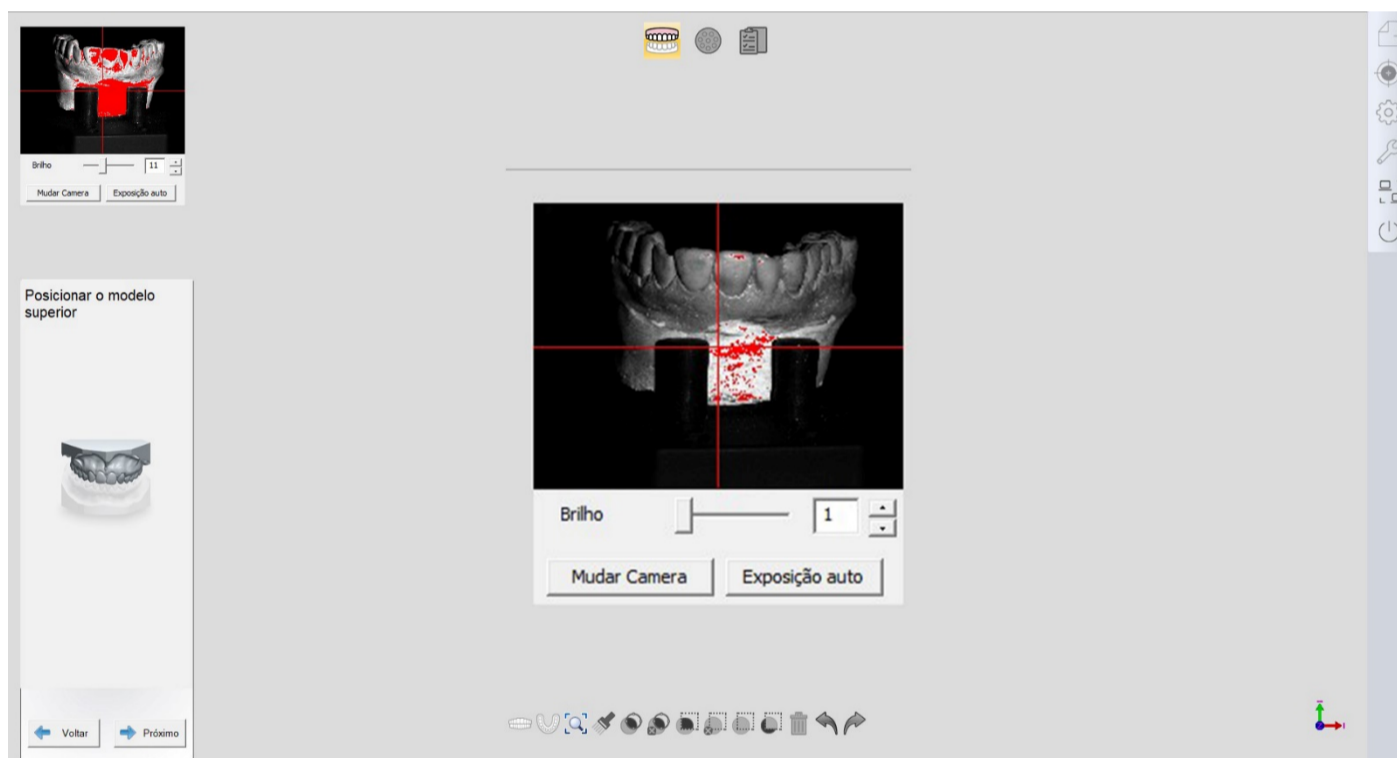 Brilho 11
Mudar Camera Exposição auto
Posicionar o modelo
superior
Brilho 1
Mudar Camera Exposição auto
Voltar Próximo